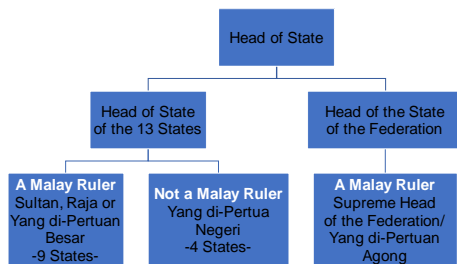 Head of State
Head of State
of the 13 States
Head of the State
of the Federation
A Malay Ruler
Sultan, Raja or
Yang di-Pertuan
Besar
-9 States-
Not a Malay Ruler
Yang di-Pertua
Negeri
-4 States-
A Malay Ruler
Supreme Head
of the Federation/
Yang di-Pertuan
Agong